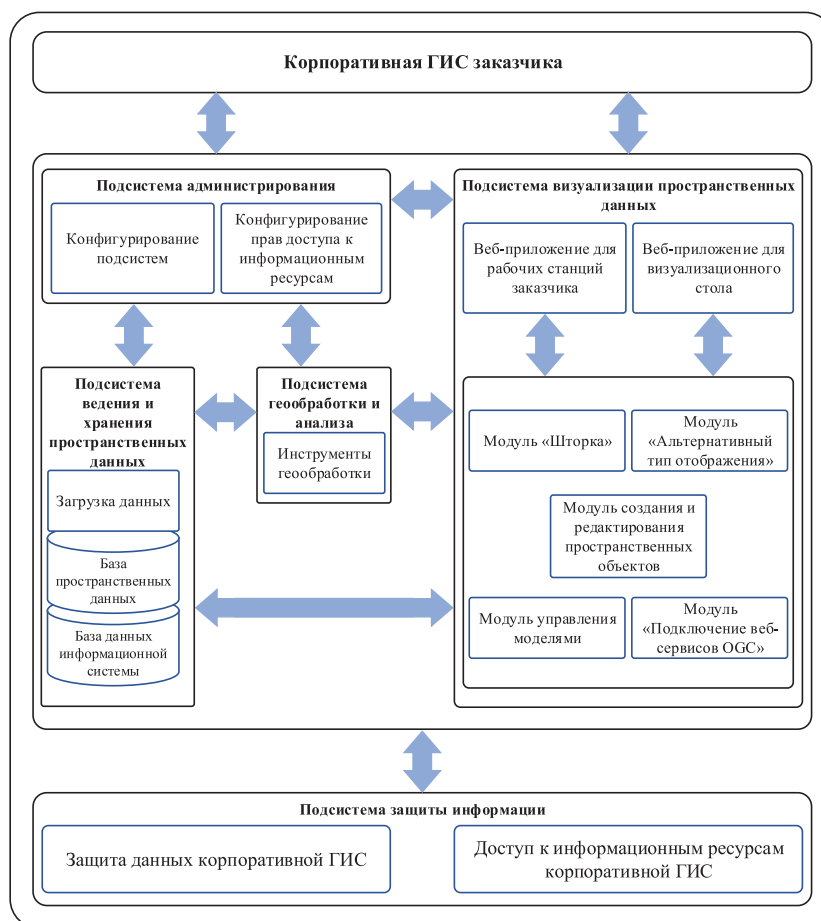 Корпоративная ГИС заказчика
Подсистема администрирования
Конфигурирование
подсистем
Конфигурирование
прав доступа к
информационным
ресурсам
Подсистема визуализации пространственных
данных
Веб-приложение для
рабочих станций
заказчика
Веб-приложение для
визуализационного
стола
Подсистема
ведения и
хранения
пространственных
данных
Загрузка данных
База
пространственных
данных
База данных
информационной
системы
Подсистема
геообработки и
анализа
Инструменты
геообработки
Модуль «Шторка»
Модуль
«Альтернативный
тип отображения»
Модуль создания и
редактирования
пространственных
объектов
Модуль управления
моделями
Модуль
«Подключение веб-
сервисов OGC»
Подсистема защиты информации
Защита данных корпоративной ГИС
Доступ к информационным ресурсам
корпоративной ГИС